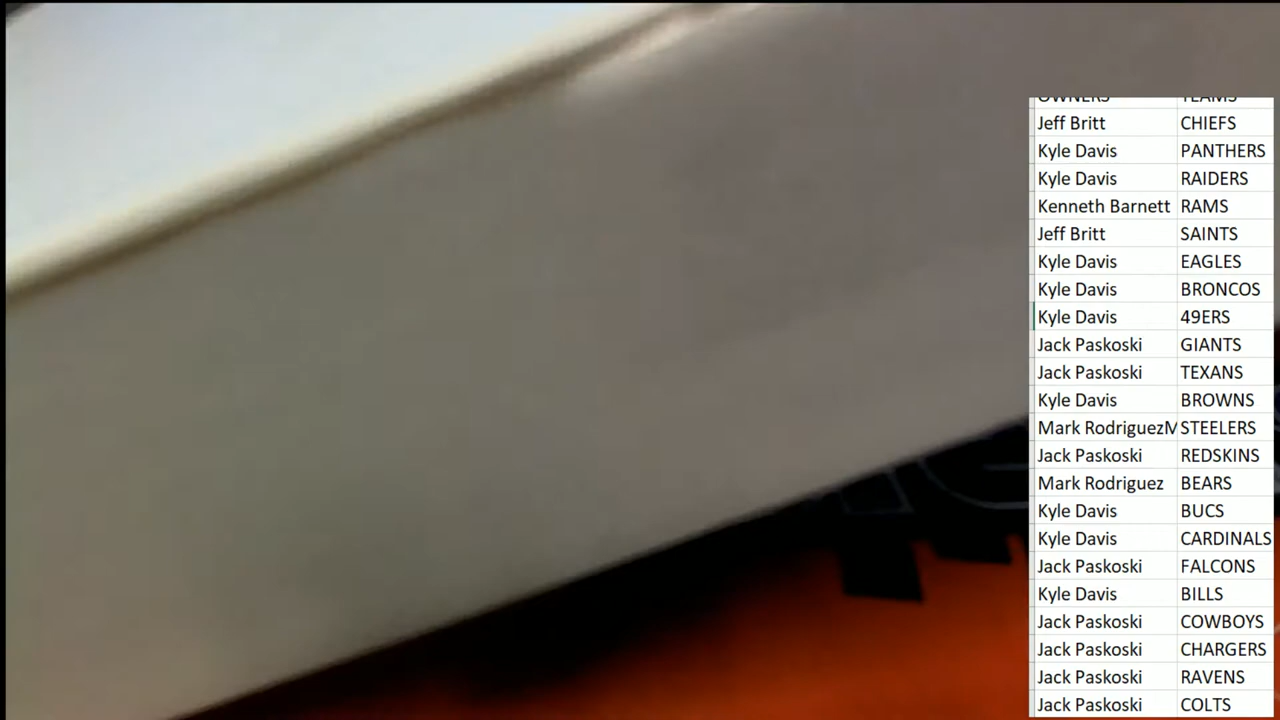 OWNERS TEAMS
Jeff Britt CHIEFS
Kyle Davis PANTHERS
Kyle Davis RAIDERS
Kenneth Barnett RAMS
Jeff Britt SAINTS
Kyle Davis EAGLES
Kyle Davis BRONCOS
Kyle Davis 49ERS
Jack Paskoski GIANTS
Jack Paskoski TEXANS
Kyle Davis BROWNS
Mark RodriguezM STEELERS
Jack Paskoski REDSKINS
Mark Rodriguez BEARS
Kyle Davis BUCS
Kyle Davis CARDINALS
Jack Paskoski FALCONS
Kyle Davis BILLS
Jack Paskoski COWBOYS
Jack Paskoski CHARGERS
Jack Paskoski RAVENS
Jack Paskoski COLTS